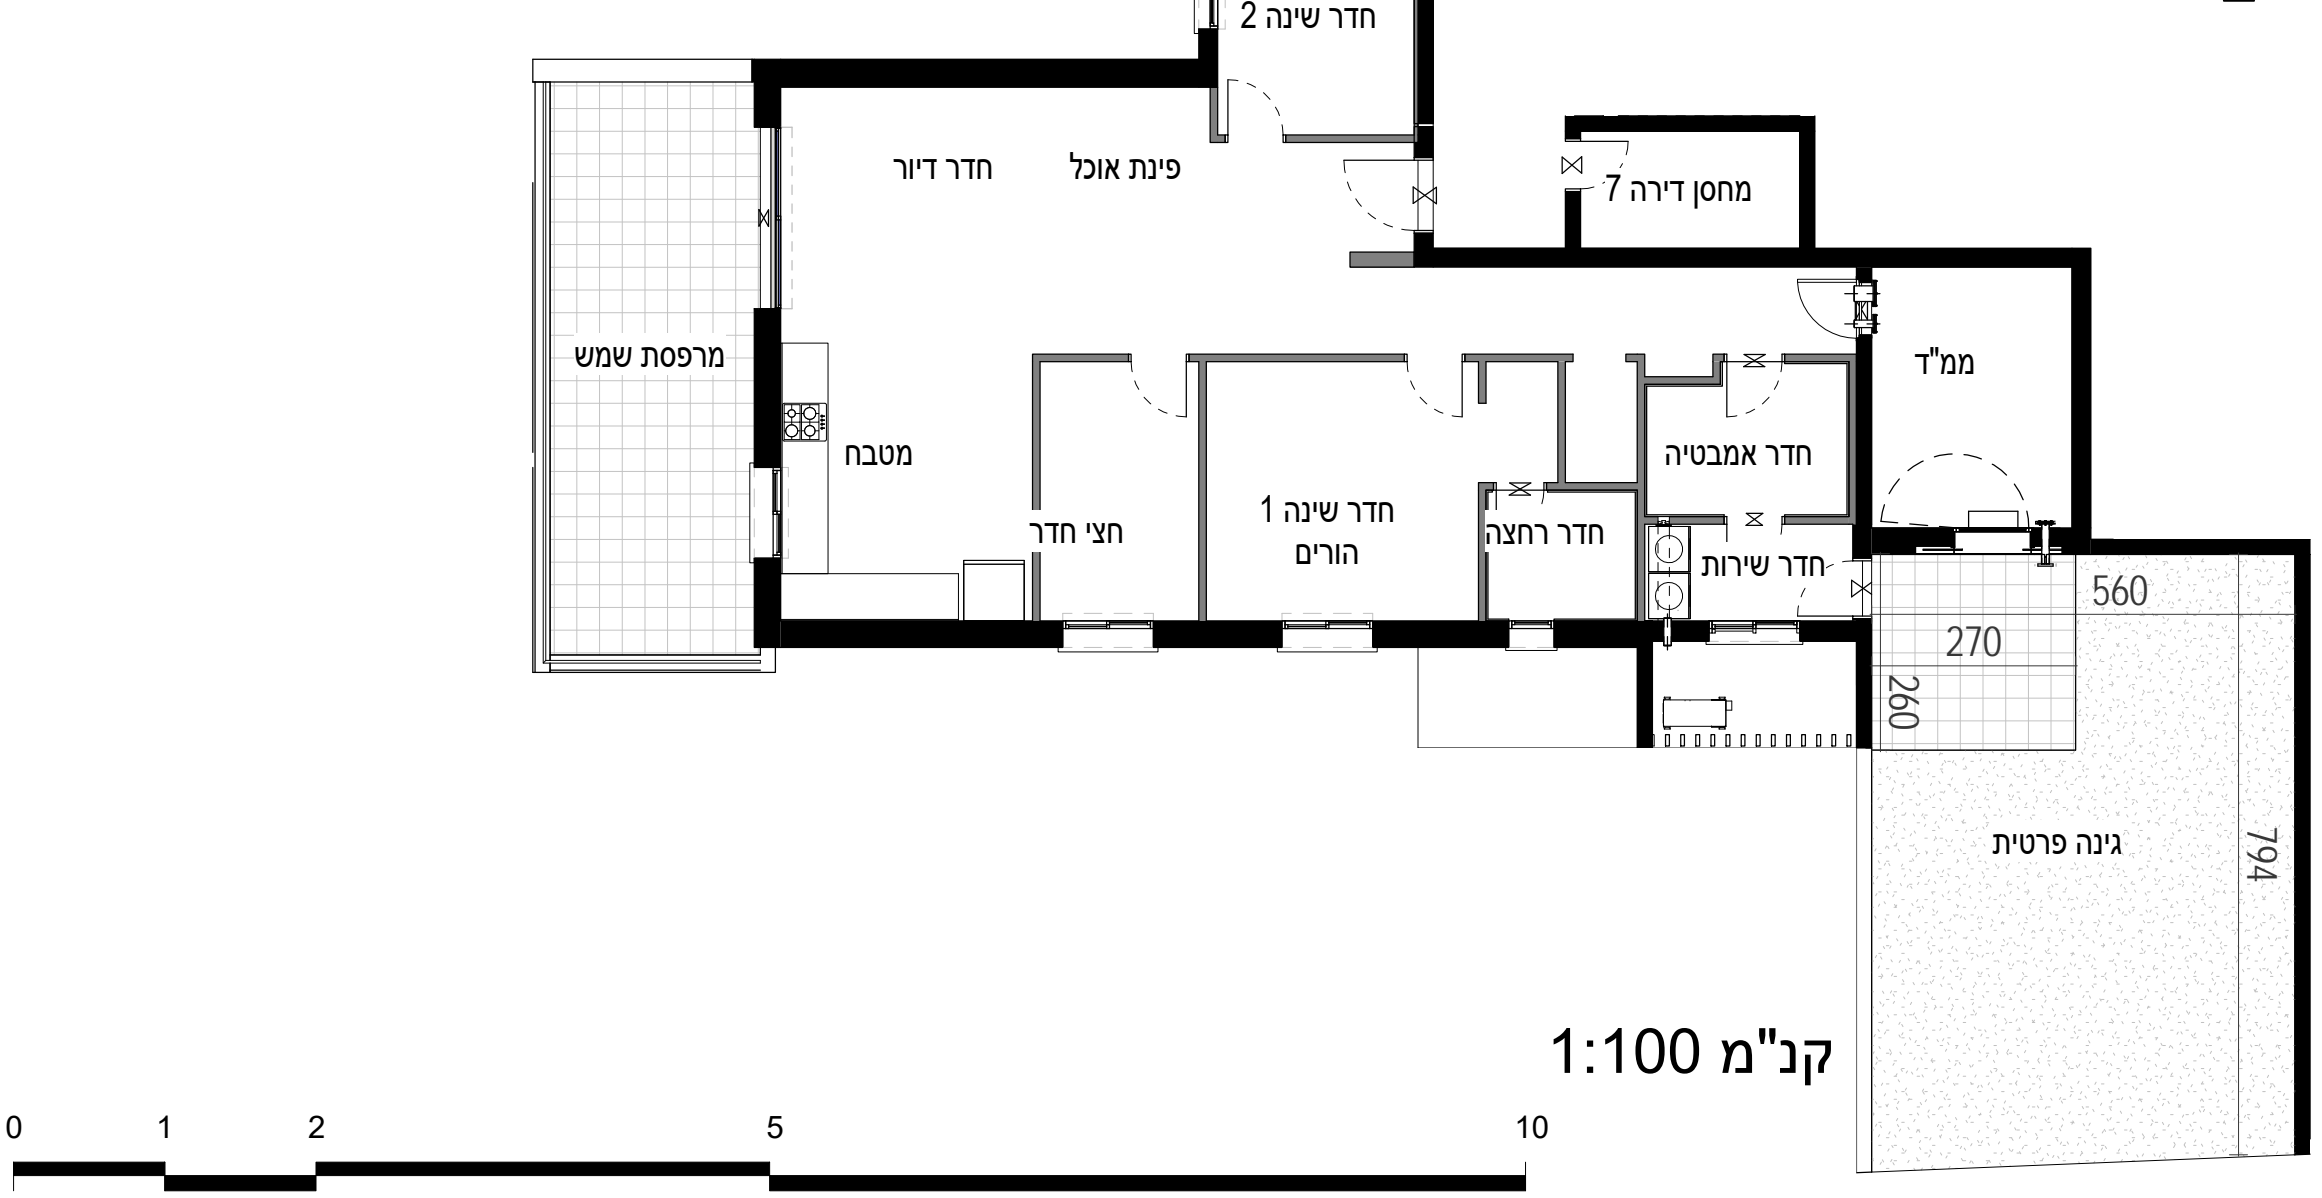 חדר שינה 2
חדר דיור
פינת אוכל
מחסן דירה 7
מרפסת שמש
ממ"ד
מטבח
חדר אמבטיה
חדר שינה 1
הורים
חצי חדר
חדר רחצה
חדר שירות
560
270
260
גינה פרטית
794
קנ"מ 1:100
0 1 2 5 10